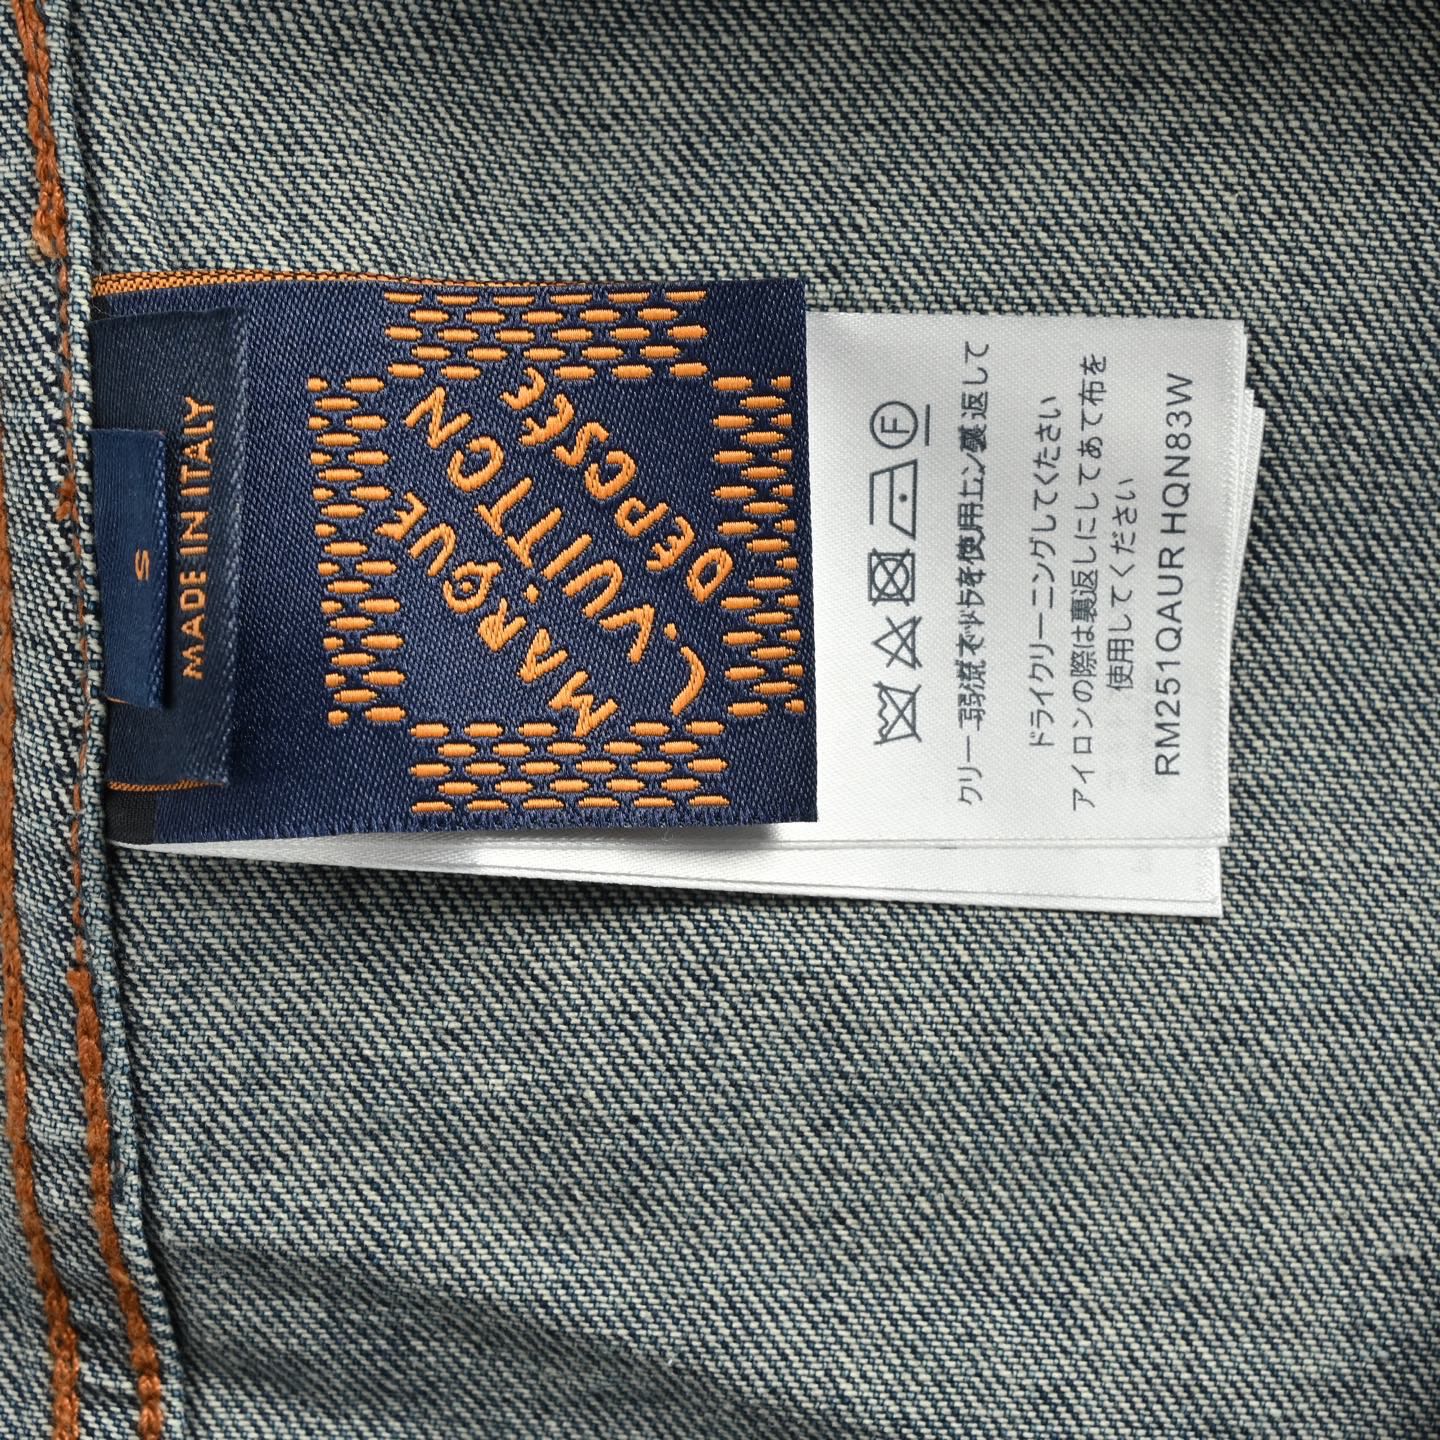 S
MADE IN ITALY
MARQUE
L.VUITTON
DEPCSÉE
F
ドライクリーニングしてください
アイロンの際は裏返しにしてあて布を
使用してください
RM251QAUR HQN83W